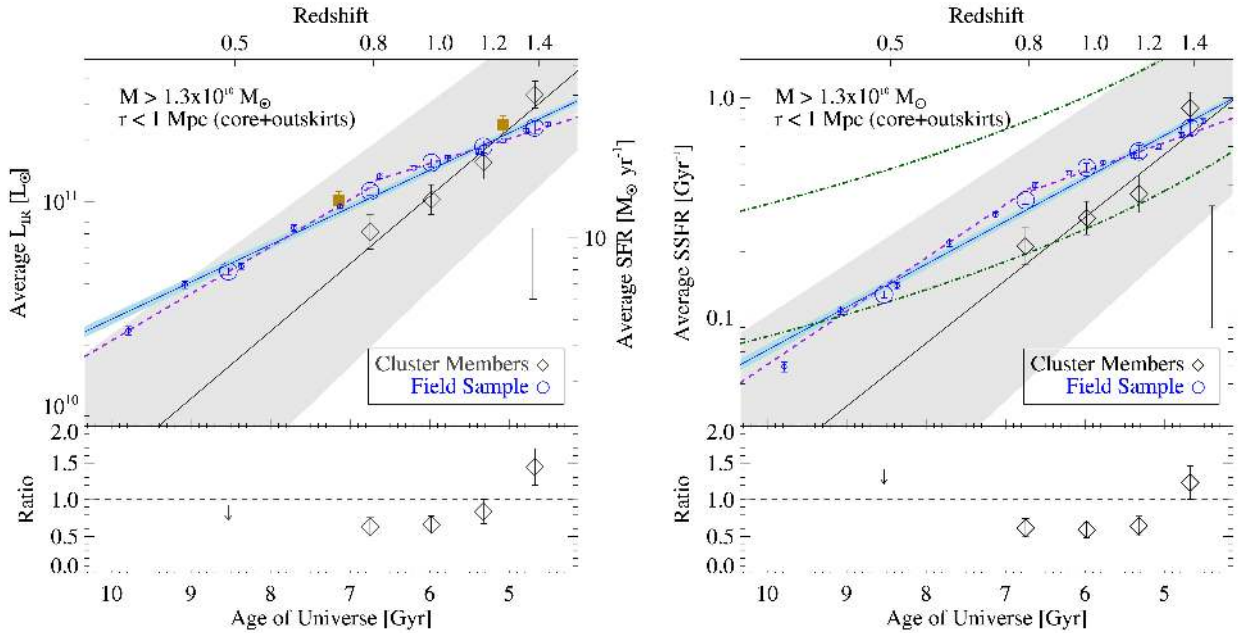 Redshift
0.5 0.8 1.0 1.2 1.4
M > 1.3x10¹⁰ M☉
r < 1 Mpc (core+outskirts)
Average L_IR [L☉]
10¹¹
10¹⁰
10
Average SFR [M☉ yr⁻¹]
Cluster Members
Field Sample
Ratio
2.0
1.5
1.0
0.5
0.0
10 9 8 7 6 5
Age of Universe [Gyr]
Redshift
0.5 0.8 1.0 1.2 1.4
M > 1.3x10¹⁰ M☉
r < 1 Mpc (core+outskirts)
Average SSFR [Gyr⁻¹]
1.0
0.1
Cluster Members
Field Sample
Ratio
2.0
1.5
1.0
0.5
0.0
10 9 8 7 6 5
Age of Universe [Gyr]